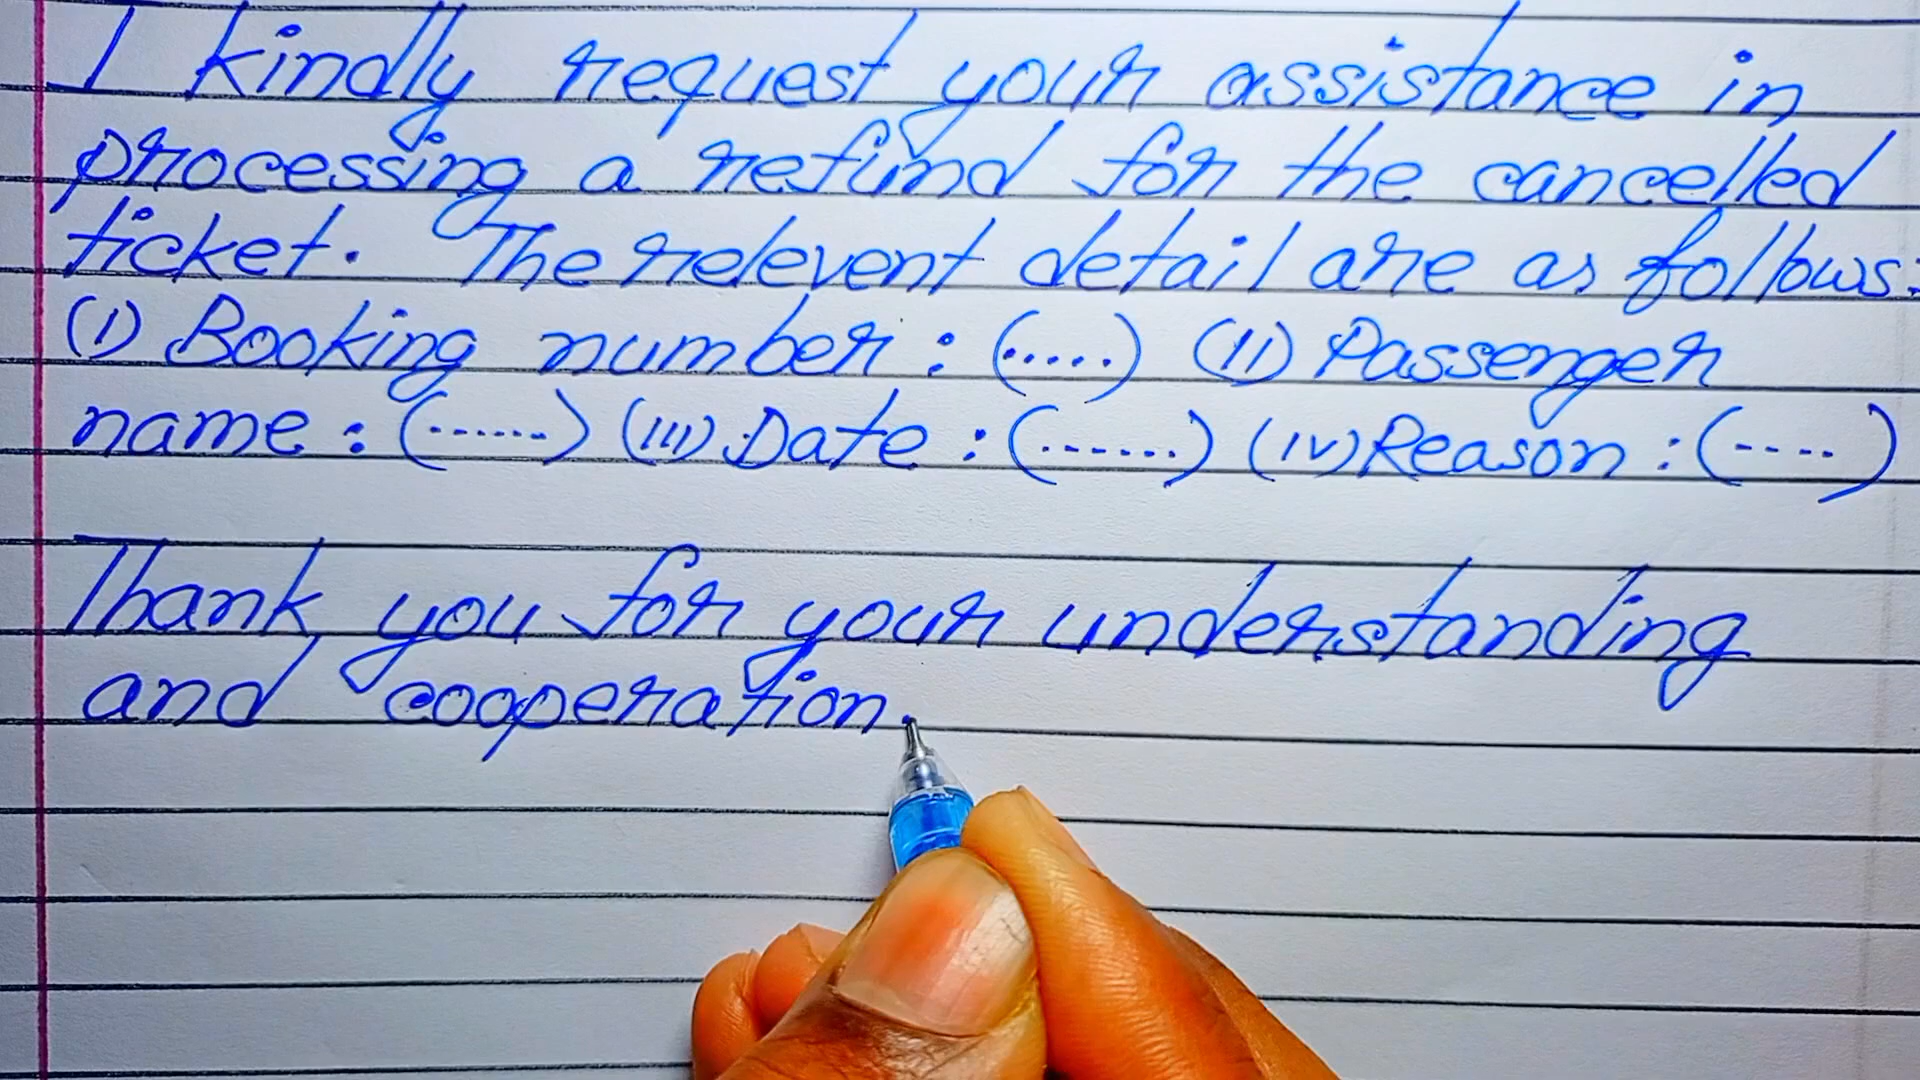 I kindly request your assistance in
processing a refund for the cancelled
ticket. The relevent detail are as follows:
(I) Booking number : (.....) (II) Passenger
name : (......) (III) Date : (.......) (IV) Reason : (....)
Thank you for your understanding
and cooperation.